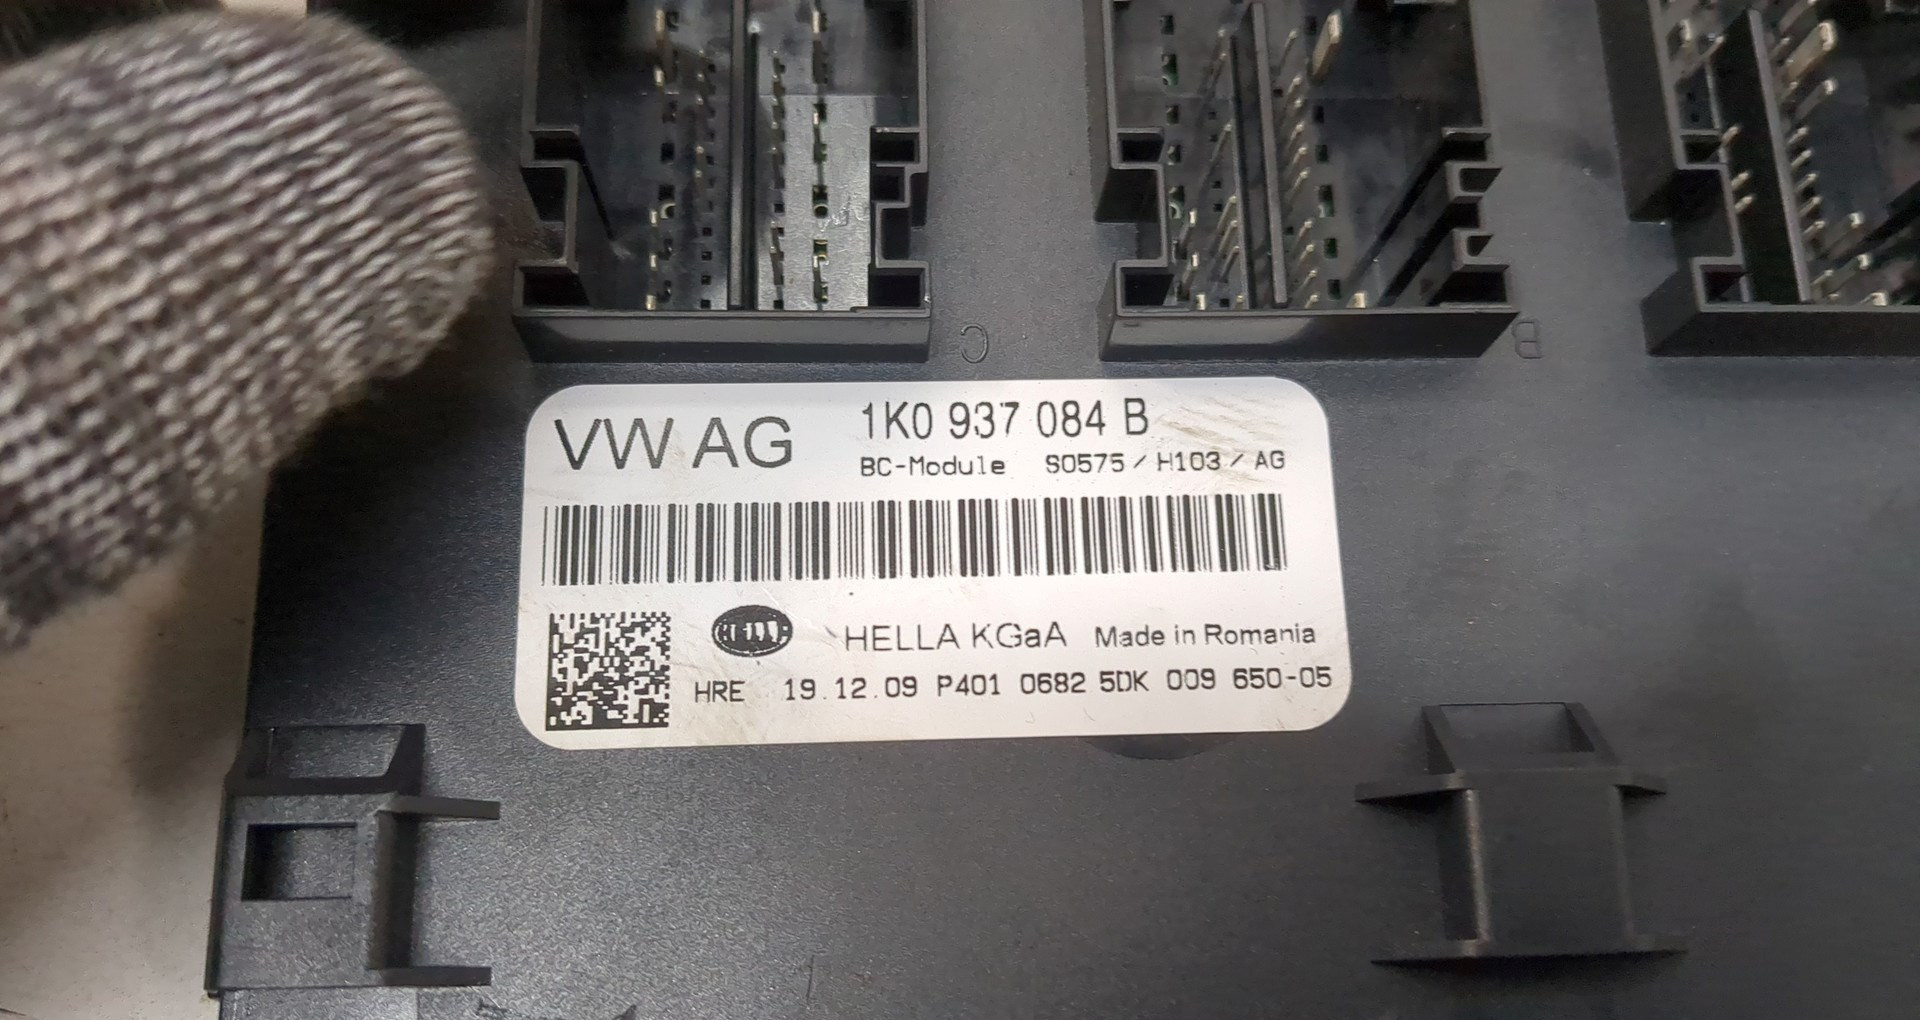 C
B
VW AG
1K0 937 084 B
BC-Module S0575 / H103 / AG
HELLA
HELLA KGaA Made in Romania
HRE 19.12.09 P401 0682 5DK 009 650-05